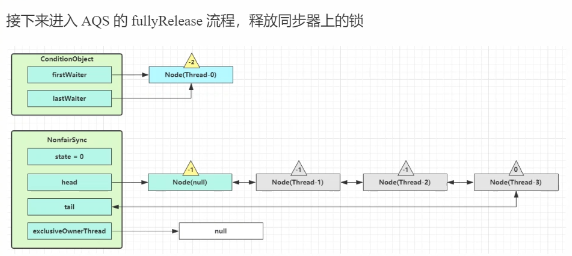 接下来进入 AQS 的 fullyRelease 流程，释放同步器上的锁
ConditionObject
firstWaiter
-2
Node(Thread-0)
lastWaiter
NonfairSync
state = 0
head
-1
Node(null)
-1
Node(Thread-1)
-1
Node(Thread-2)
0
Node(Thread-3)
tail
exclusiveOwnerThread
null